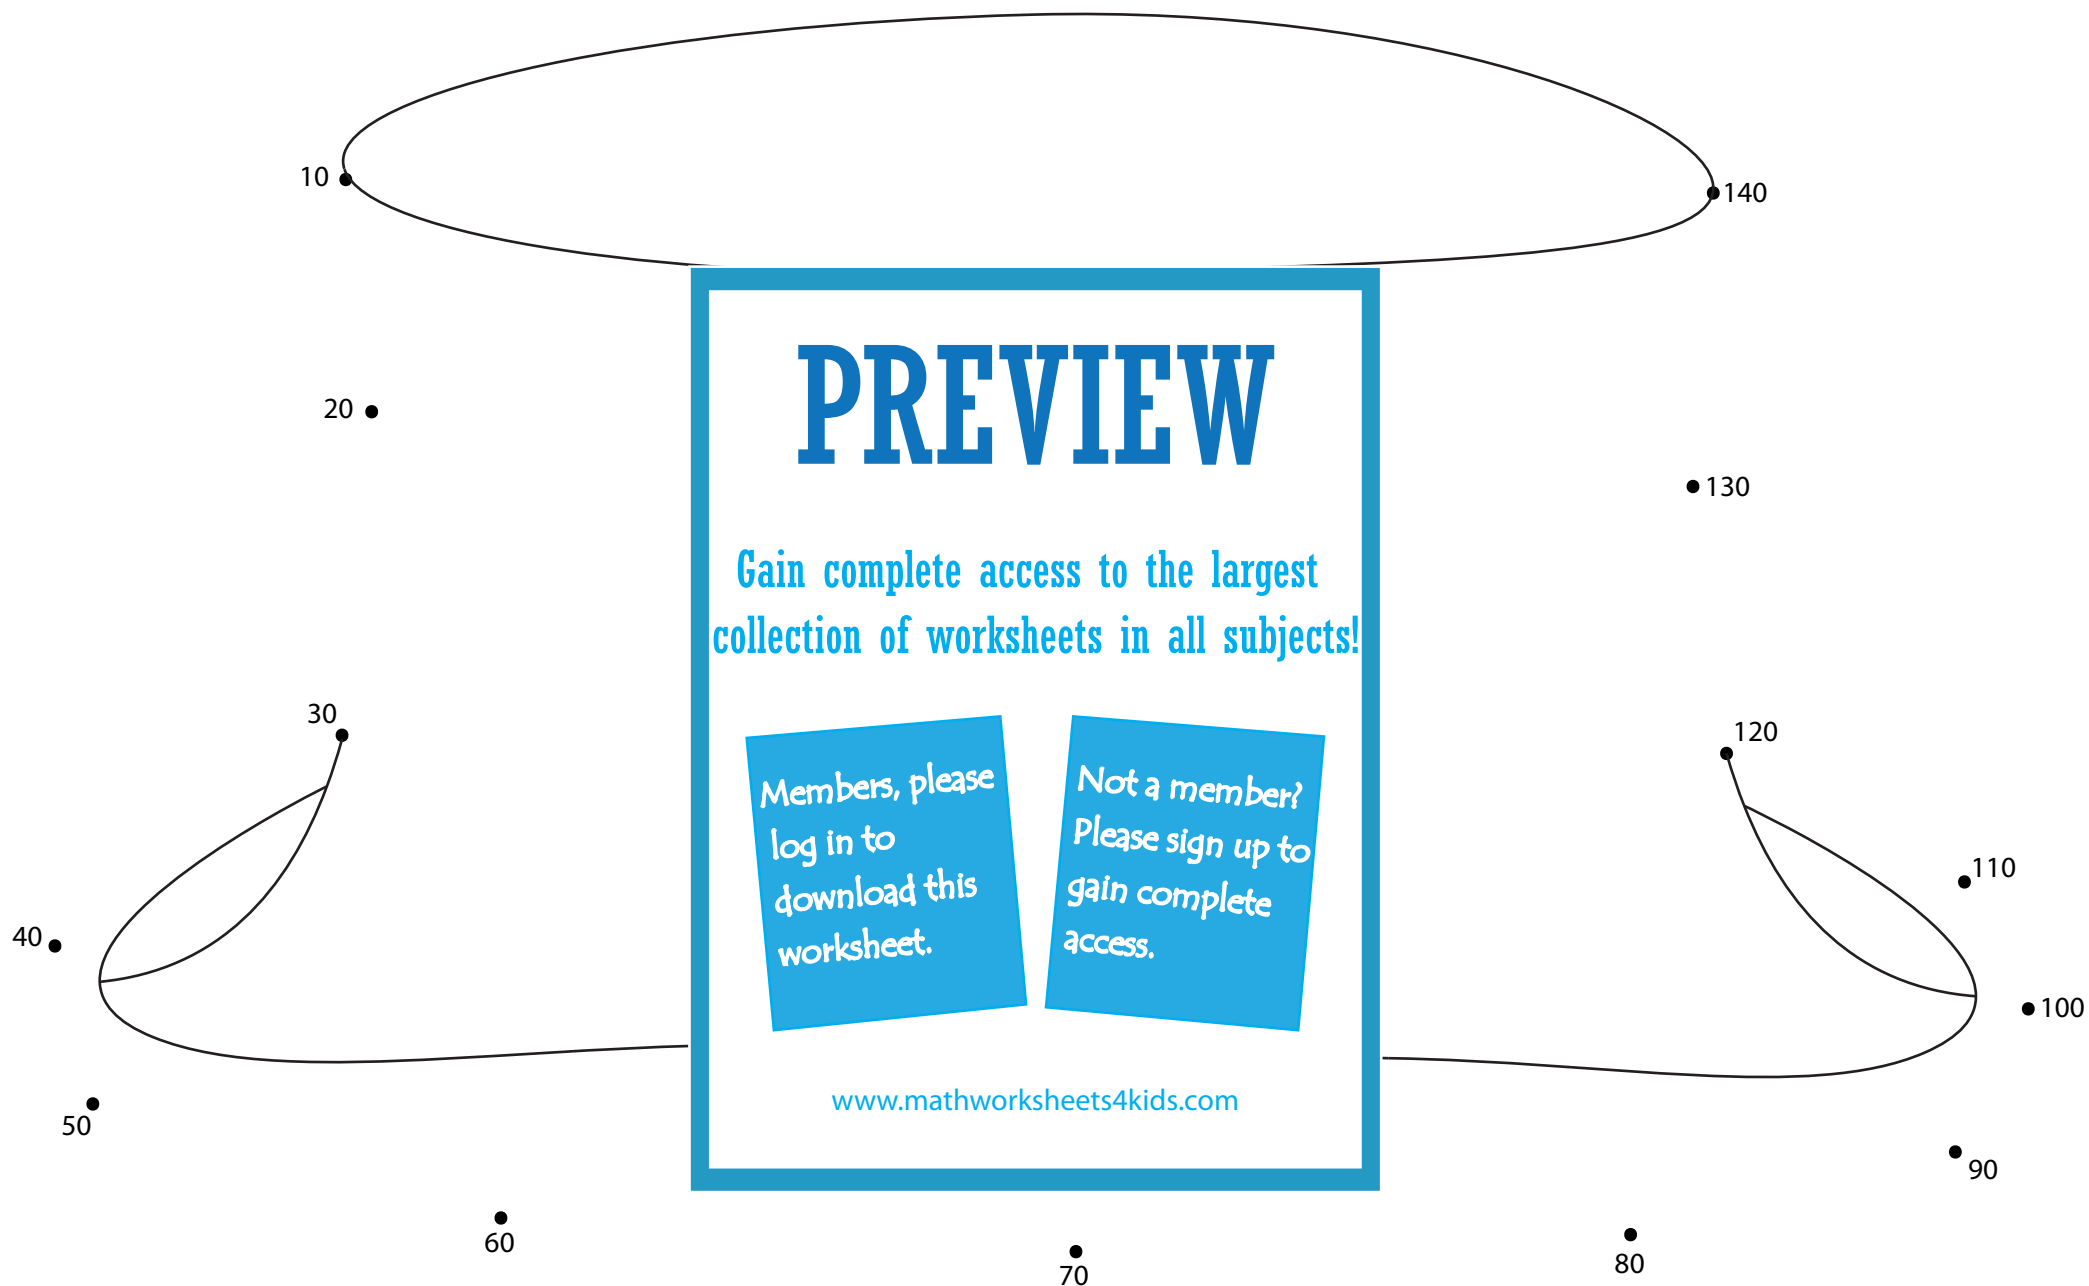 10
140
20
130
PREVIEW
Gain complete access to the largest
collection of worksheets in all subjects!
30
120
Members, please
log in to
download this
worksheet.
Not a member?
Please sign up to
gain complete
access.
110
40
100
50
www.mathworksheets4kids.com
90
60
70
80